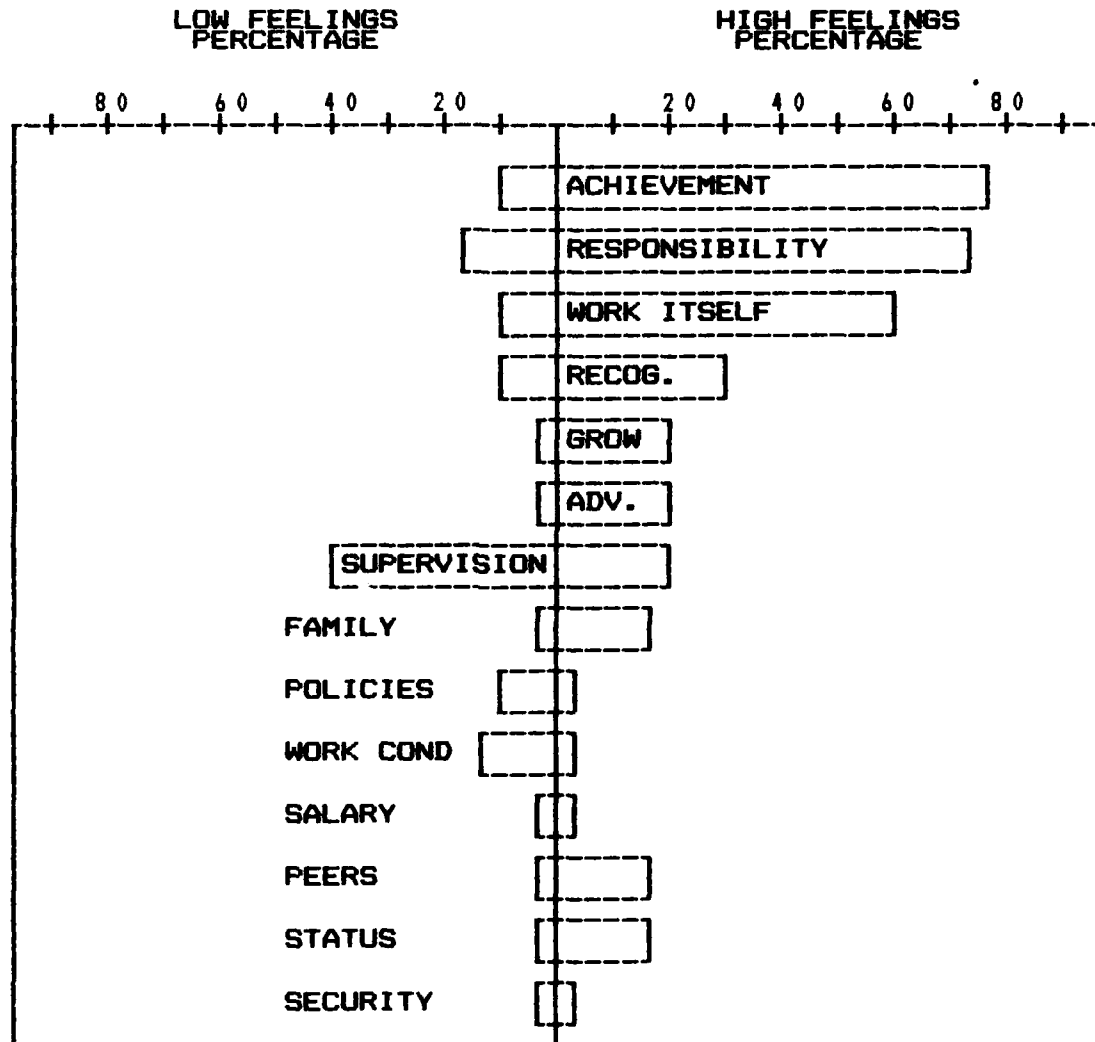 LOW FEELINGS
PERCENTAGE
HIGH FEELINGS
PERCENTAGE
80 60 40 20 20 40 60 80
ACHIEVEMENT
RESPONSIBILITY
WORK ITSELF
RECOG.
GROW
ADV.
SUPERVISION
FAMILY
POLICIES
WORK COND
SALARY
PEERS
STATUS
SECURITY